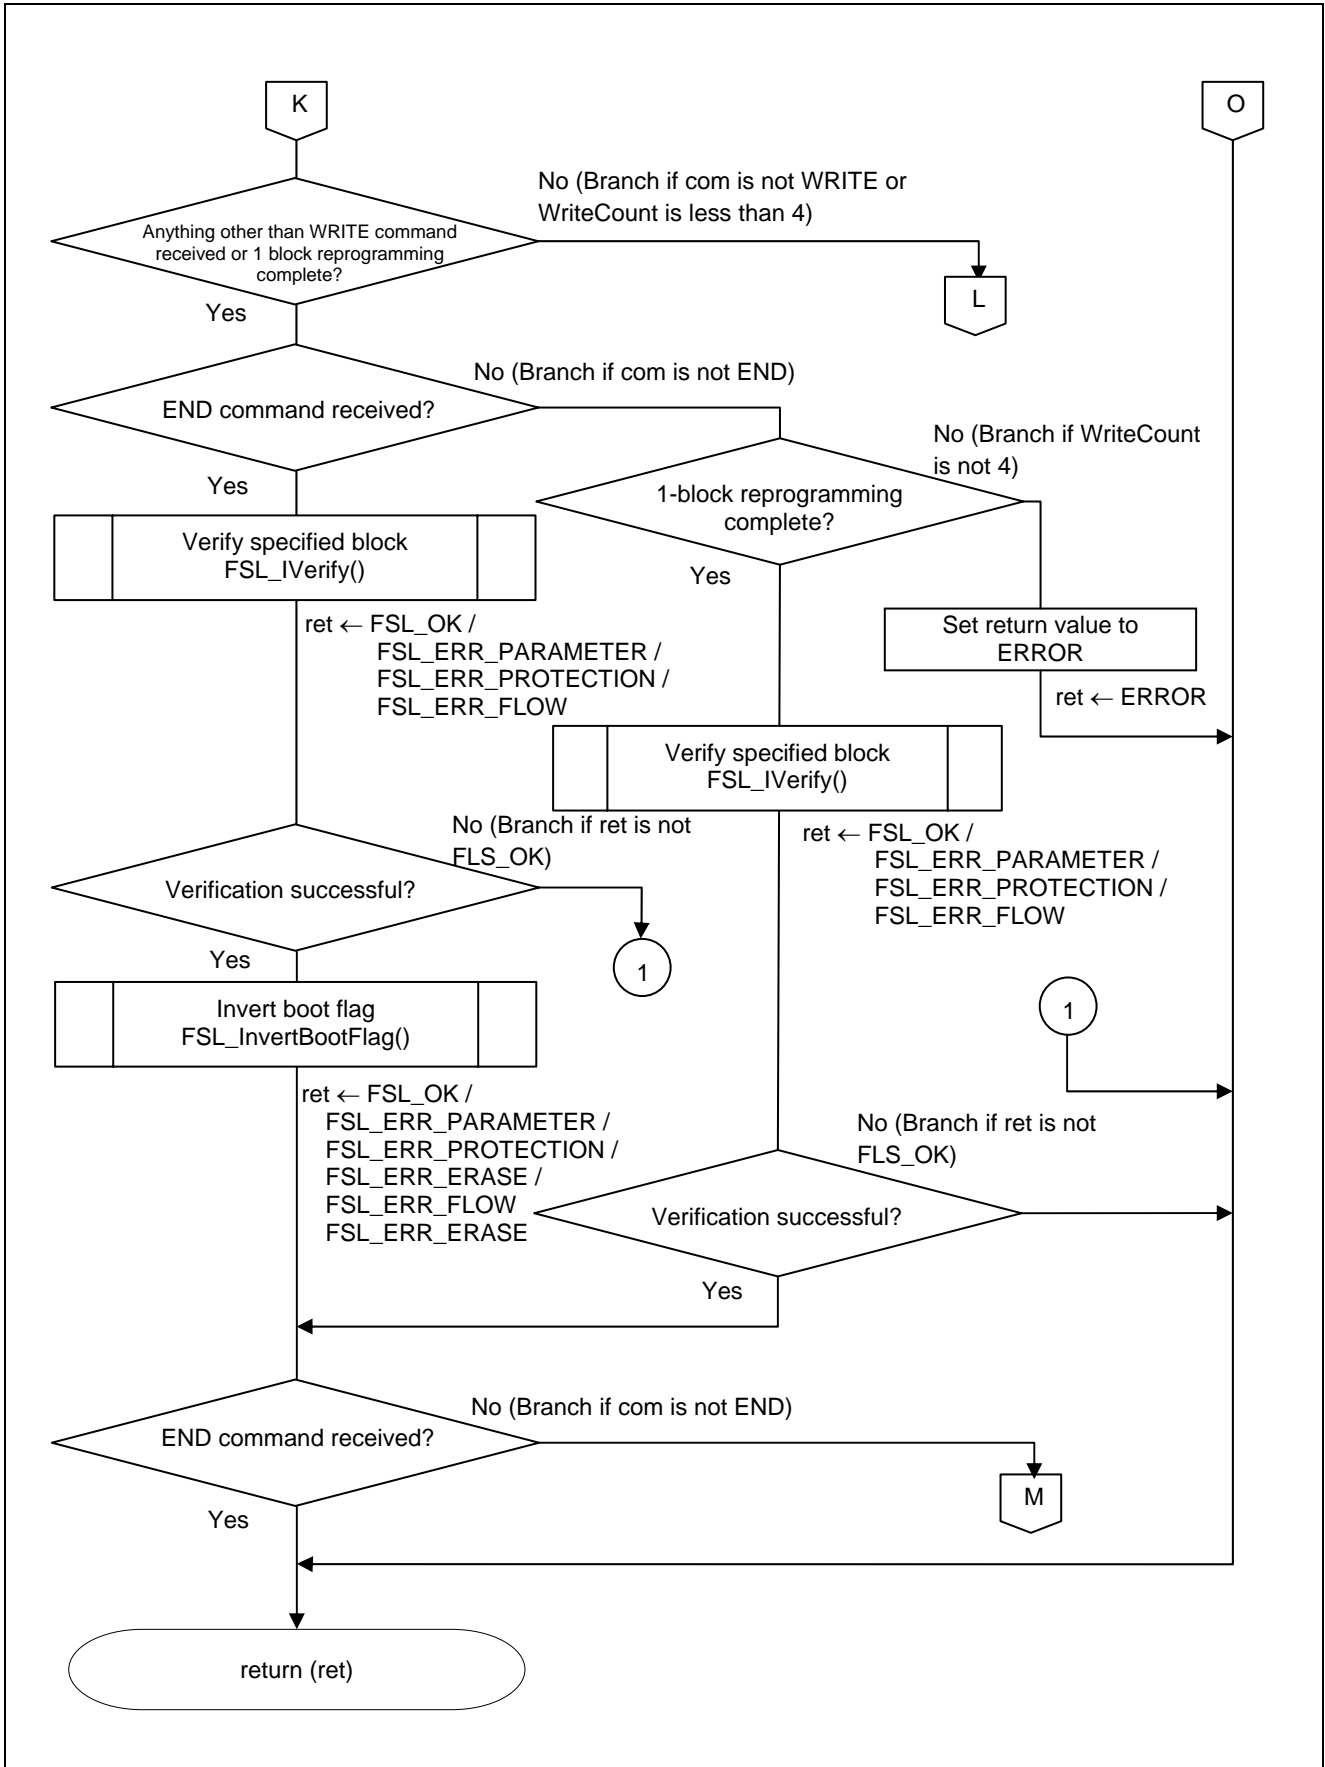 K
O
No (Branch if com is not WRITE or
WriteCount is less than 4)
Anything other than WRITE command
received or 1 block reprogramming
complete?
L
Yes
No (Branch if com is not END)
END command received?
No (Branch if WriteCount
is not 4)
Yes
1-block reprogramming
complete?
Verify specified block
FSL_IVerify()
Yes
ret ← FSL_OK /
FSL_ERR_PARAMETER /
FSL_ERR_PROTECTION /
FSL_ERR_FLOW
Set return value to
ERROR
ret ← ERROR
Verify specified block
FSL_IVerify()
No (Branch if ret is not
FLS_OK)
ret ← FSL_OK /
FSL_ERR_PARAMETER /
FSL_ERR_PROTECTION /
FSL_ERR_FLOW
Verification successful?
Yes
1
Invert boot flag
FSL_InvertBootFlag()
1
ret ← FSL_OK /
FSL_ERR_PARAMETER /
FSL_ERR_PROTECTION /
FSL_ERR_ERASE /
FSL_ERR_FLOW
FSL_ERR_ERASE
No (Branch if ret is not
FLS_OK)
Verification successful?
Yes
No (Branch if com is not END)
END command received?
M
Yes
return (ret)